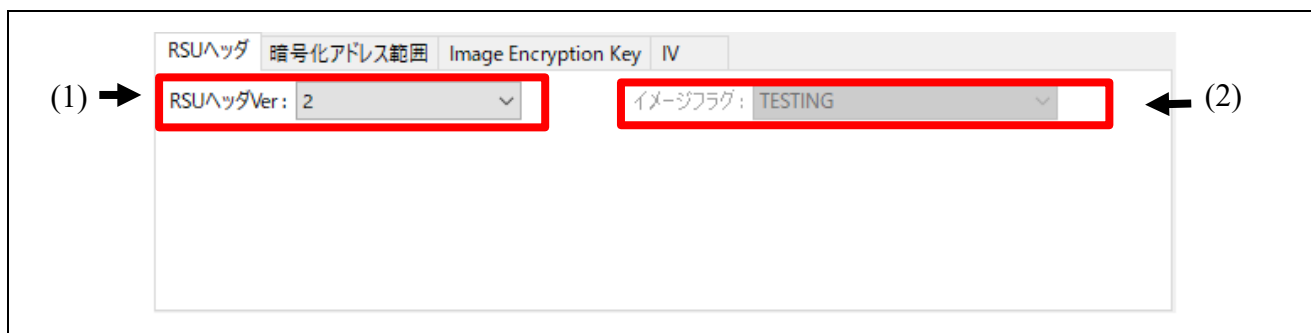 RSUヘッダ 暗号化アドレス範囲 Image Encryption Key IV
(1) RSUヘッダVer: 2 イメージフラグ: TESTING (2)